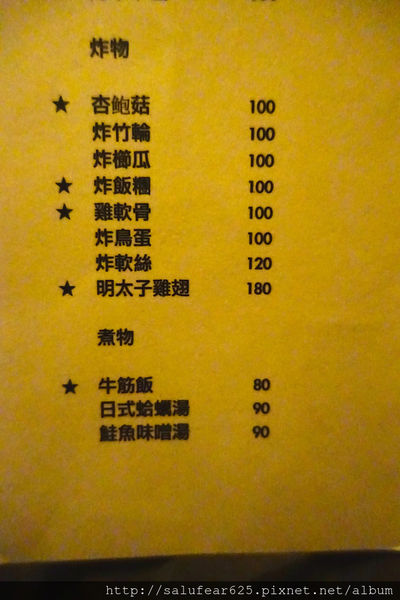 炸物
★ 杏鮑菇 100
炸竹輪 100
炸櫛瓜 100
★ 炸飯糰 100
★ 雞軟骨 100
炸鳥蛋 100
炸軟絲 120
★ 明太子雞翅 180
煮物
★ 牛筋飯 80
日式蛤蠣湯 90
鮭魚味噌湯 90
http://salufear625.pixnet.net/album